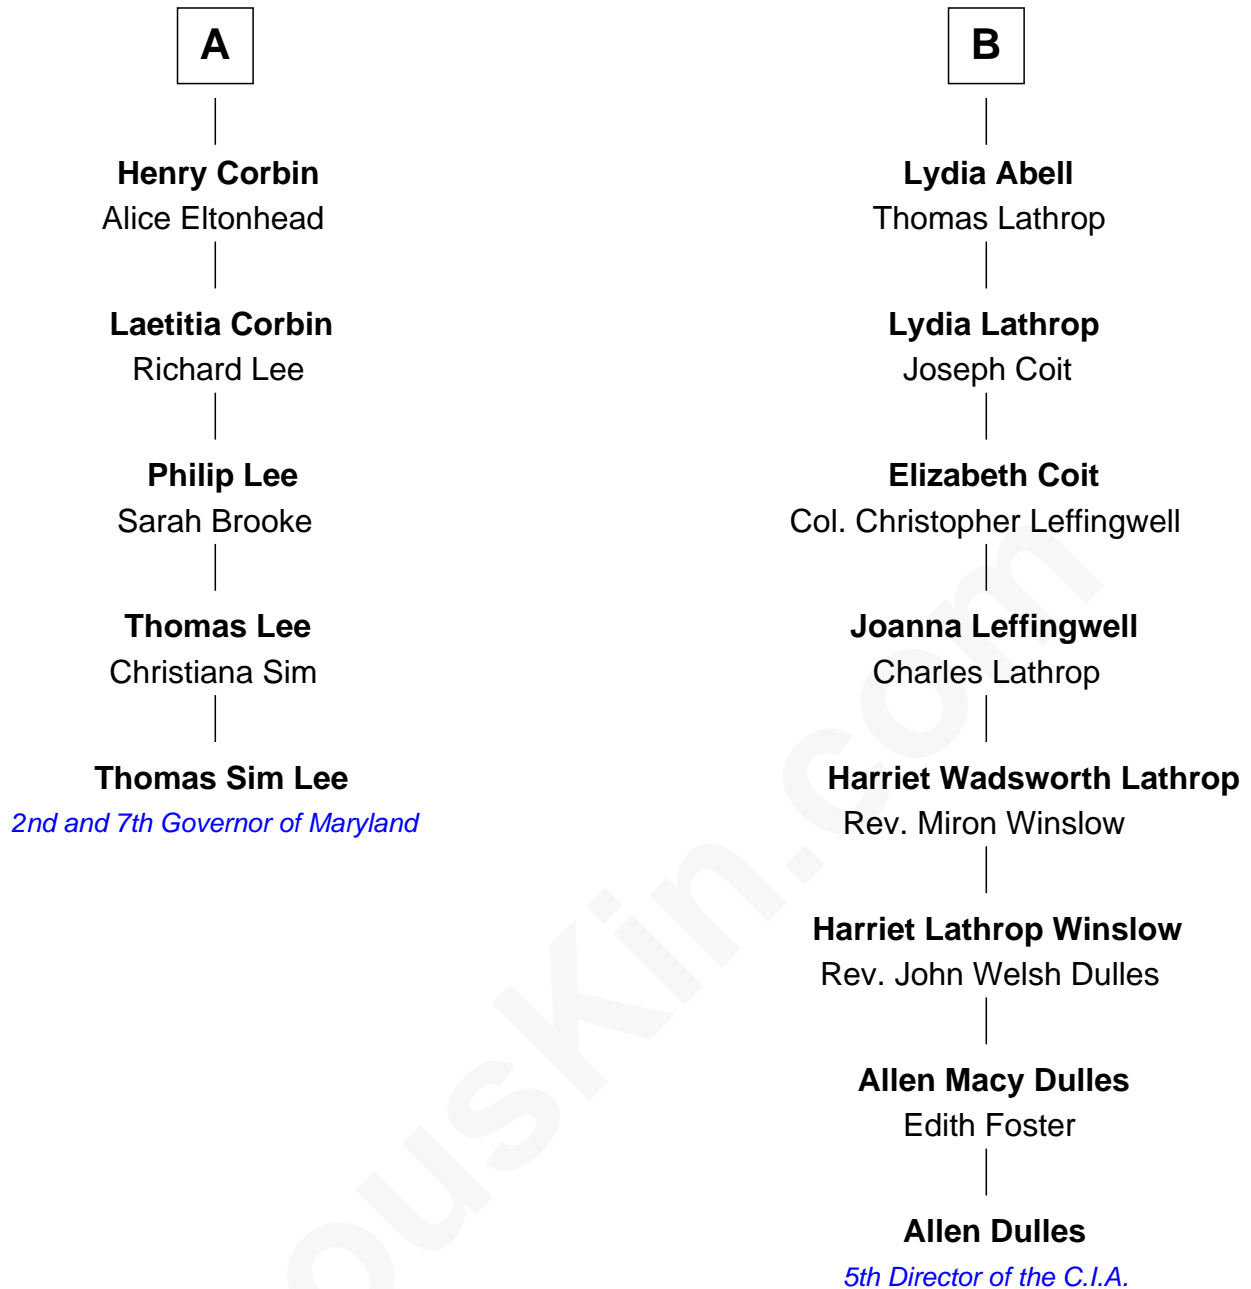 A
Henry Corbin
Alice Eltonhead
Laetitia Corbin
Richard Lee
Philip Lee
Sarah Brooke
Thomas Lee
Christiana Sim
Thomas Sim Lee
2nd and 7th Governor of Maryland
B
Lydia Abell
Thomas Lathrop
Lydia Lathrop
Joseph Coit
Elizabeth Coit
Col. Christopher Leffingwell
Joanna Leffingwell
Charles Lathrop
Harriet Wadsworth Lathrop
Rev. Miron Winslow
Harriet Lathrop Winslow
Rev. John Welsh Dulles
Allen Macy Dulles
Edith Foster
Allen Dulles
5th Director of the C.I.A.
ousKin.com